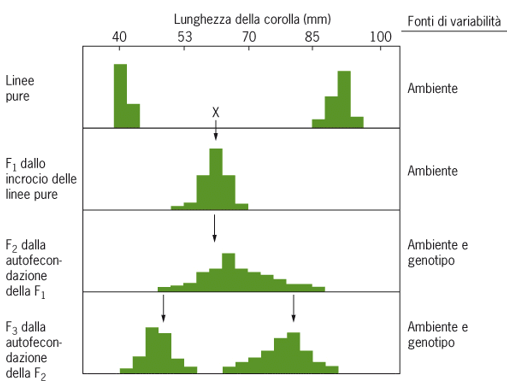 Lunghezza della corolla (mm)
Fonti di variabilità
40 53 70 85 100
Linee
pure
Ambiente
X
F₁ dallo
incrocio delle
linee pure
Ambiente
F₂ dalla
autofecon-
dazione
della F₁
Ambiente e
genotipo
F₃ dalla
autofecon-
dazione
della F₂
Ambiente e
genotipo